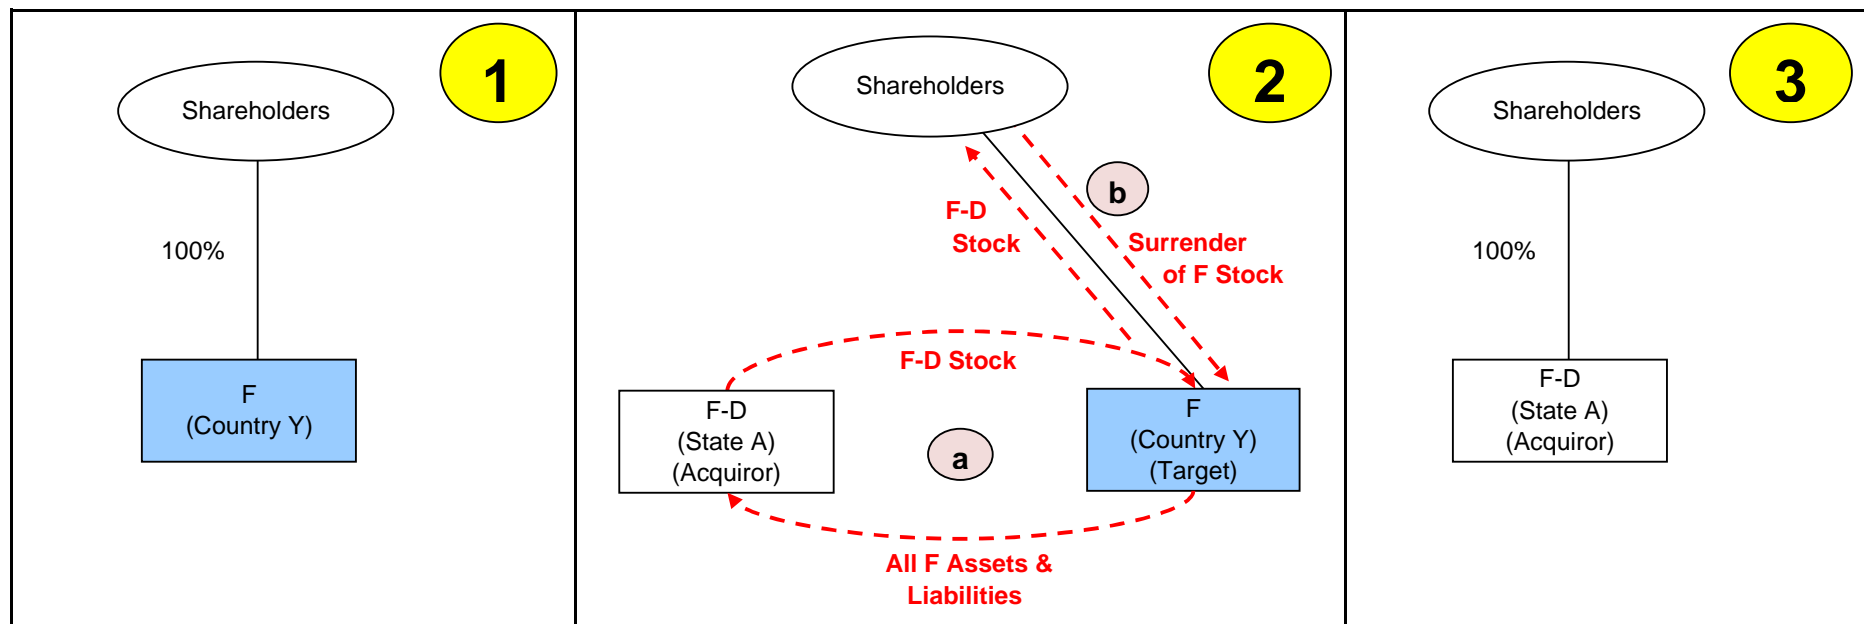 1
Shareholders
100%
F
(Country Y)
2
Shareholders
b
F-D
Stock
Surrender
of F Stock
F-D Stock
F-D
(State A)
(Acquiror)
a
F
(Country Y)
(Target)
All F Assets &
Liabilities
3
Shareholders
100%
F-D
(State A)
(Acquiror)